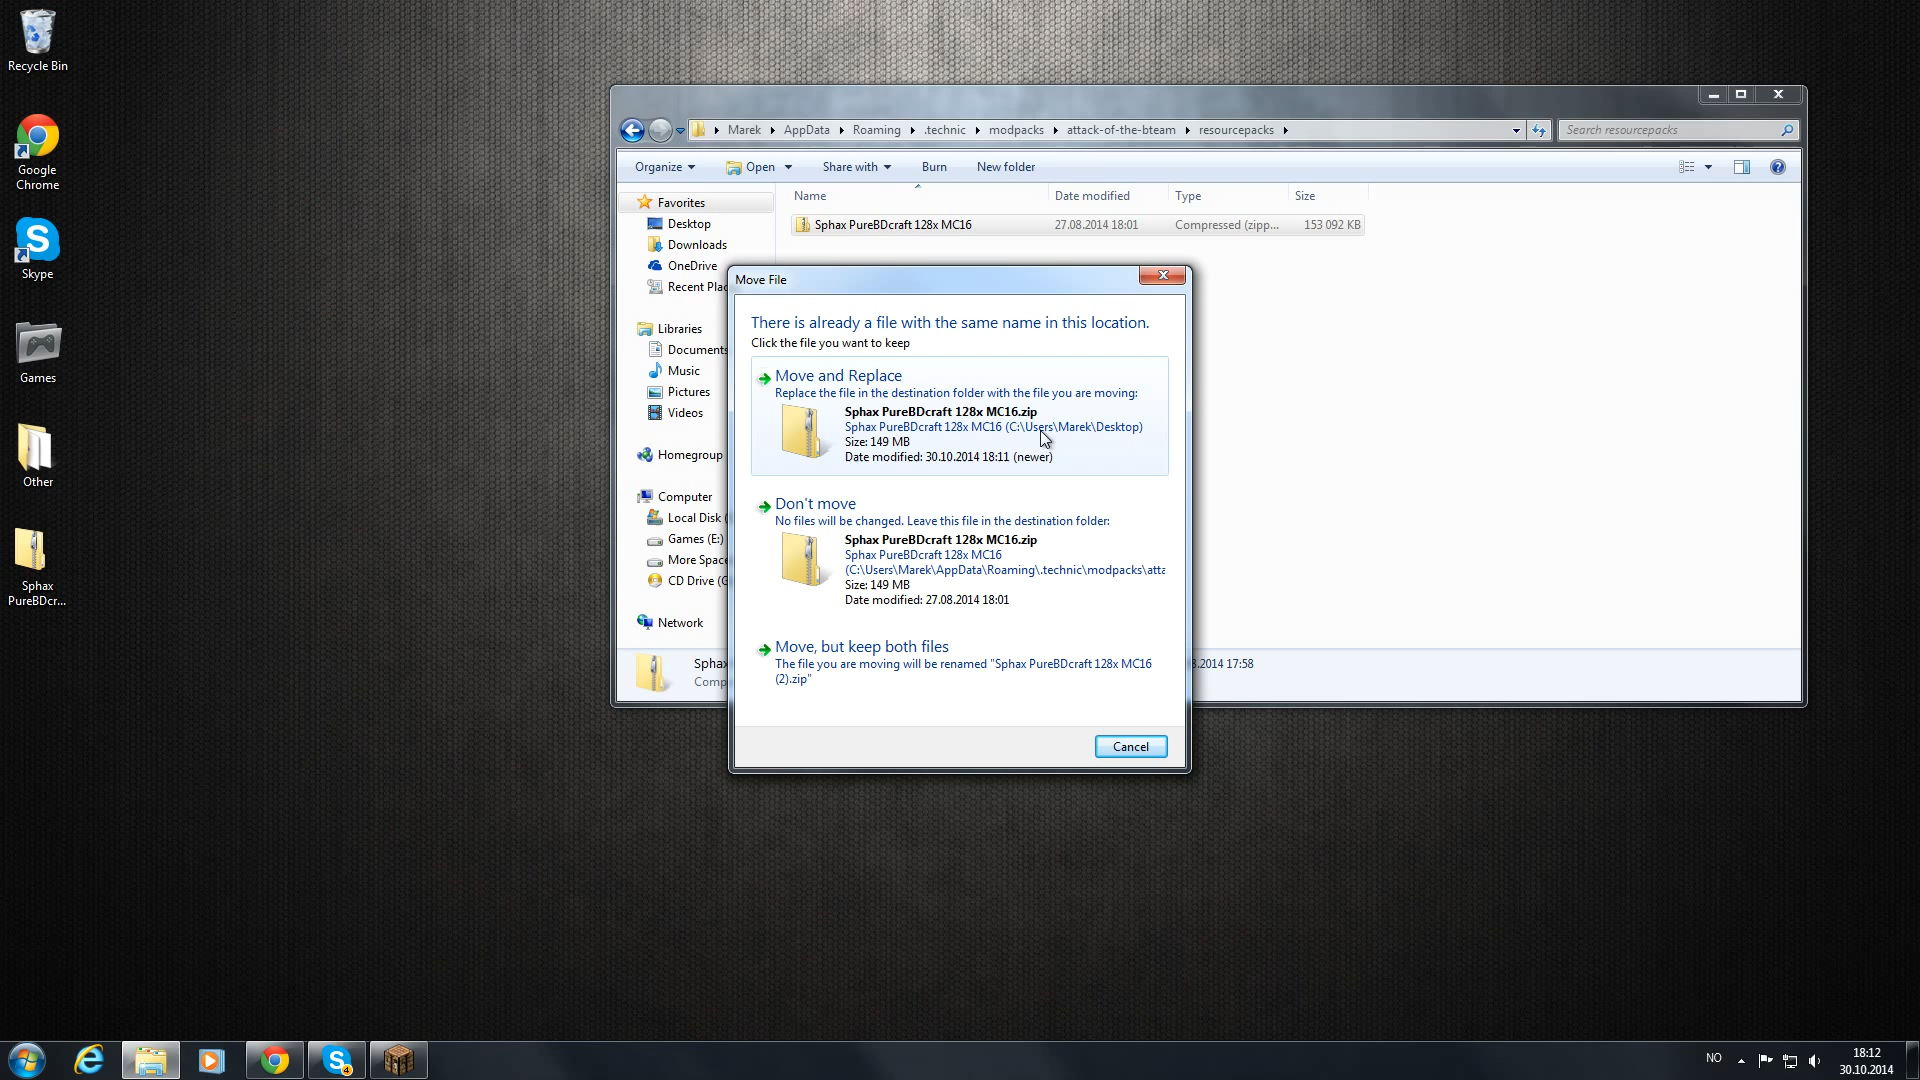 Recycle Bin
Google
Chrome
Skype
Games
Other
Sphax
PureBDcr...
Marek
AppData
Roaming
.technic
modpacks
attack-of-the-bteam
resourcepacks
Search resourcepacks
Organize
Open
Share with
Burn
New folder
Name
Date modified
Type
Size
Sphax PureBDcraft 128x MC16
27.08.2014 18:01
Compressed (zipp...
153 092 KB
Favorites
Desktop
Downloads
OneDrive
Recent Plac
Libraries
Documents
Music
Pictures
Videos
Homegroup
Computer
Local Disk (
Games (E:)
More Space
CD Drive (G
Network
Move File
There is already a file with the same name in this location.
Click the file you want to keep
Move and Replace
Replace the file in the destination folder with the file you are moving:
Sphax PureBDcraft 128x MC16.zip
Sphax PureBDcraft 128x MC16 (C:\Users\Marek\Desktop)
Size: 149 MB
Date modified: 30.10.2014 18:11 (newer)
Don't move
No files will be changed. Leave this file in the destination folder:
Sphax PureBDcraft 128x MC16.zip
Sphax PureBDcraft 128x MC16
(C:\Users\Marek\AppData\Roaming\.technic\modpacks\atta
Size: 149 MB
Date modified: 27.08.2014 18:01
Move, but keep both files
The file you are moving will be renamed "Sphax PureBDcraft 128x MC16
(2).zip"
Cancel
Sphax
.2014 17:58
Comp
4
NO
18:12
30.10.2014